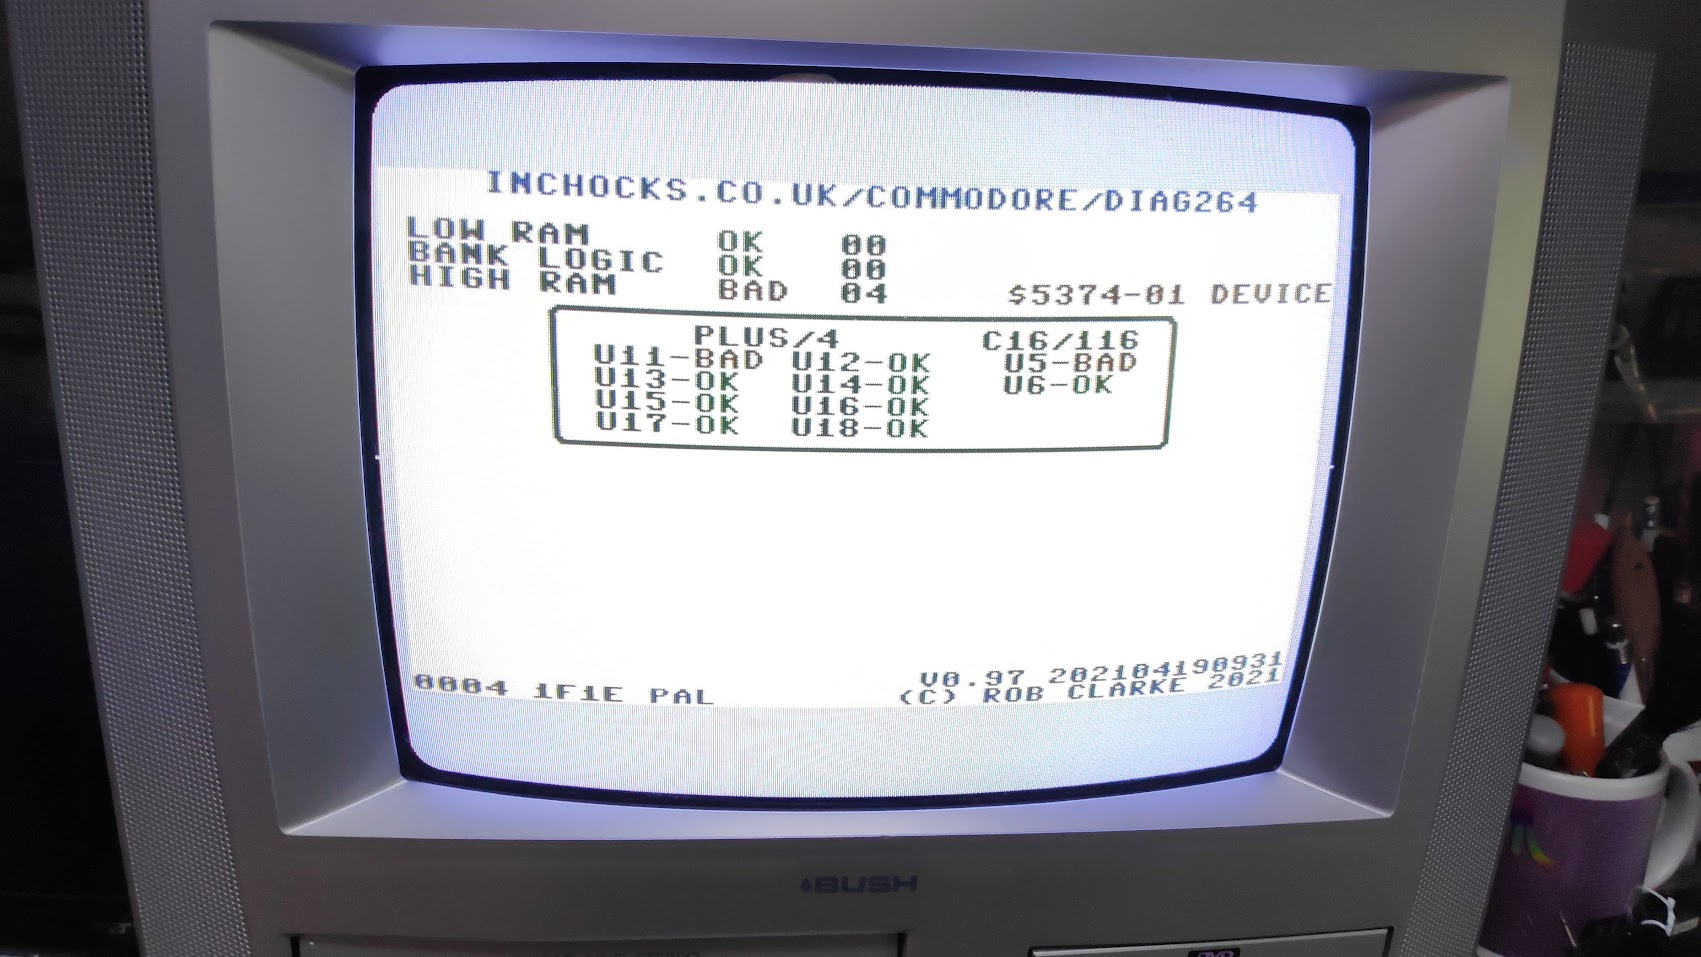 INCHOCKS.CO.UK/COMMODORE/DIAG264
LOW RAM OK 00
BANK LOGIC OK 00
HIGH RAM BAD 04 $5374-01 DEVICE
PLUS/4 C16/116
U11-BAD U12-OK U5-BAD
U13-OK U14-OK U6-OK
U15-OK U16-OK
U17-OK U18-OK
V0.97 202104190931
0004 1F1E PAL (C) ROB CLARKE 2021
BUSH